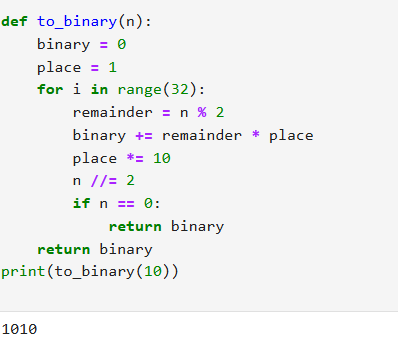 def to_binary(n):
    binary = 0
    place = 1
    for i in range(32):
        remainder = n % 2
        binary += remainder * place
        place *= 10
        n //= 2
        if n == 0:
            return binary
    return binary
print(to_binary(10))
1010